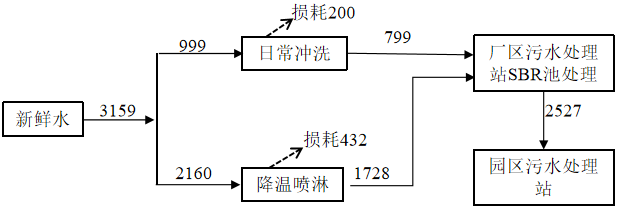 损耗200
999
日常冲洗
799
厂区污水处理
站SBR池处理
新鲜水
3159
2527
损耗432
2160
降温喷淋
1728
园区污水处理
站